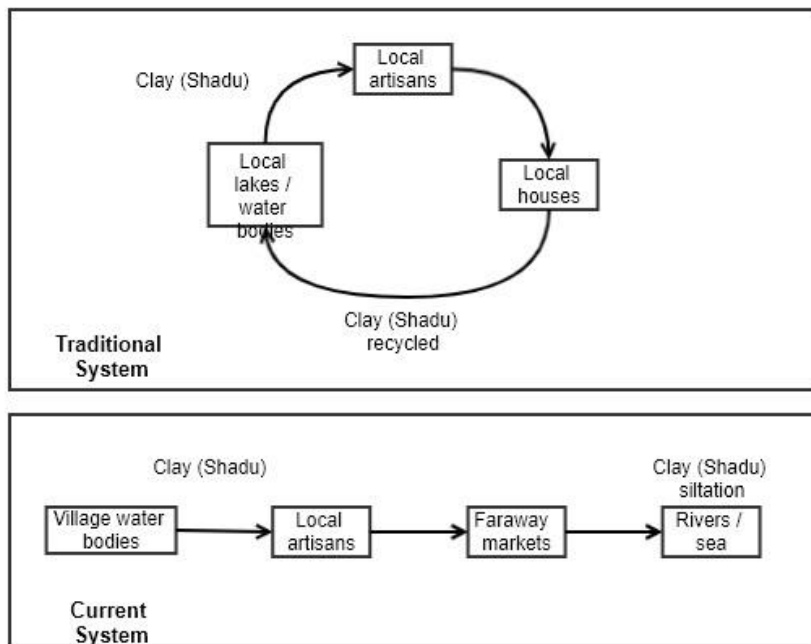 Local
artisans
Clay (Shadu)
Local
lakes /
water
bodies
Local
houses
Clay (Shadu)
recycled
Traditional
System
Clay (Shadu)
Clay (Shadu)
siltation
Village water
bodies
Local
artisans
Faraway
markets
Rivers /
sea
Current
System